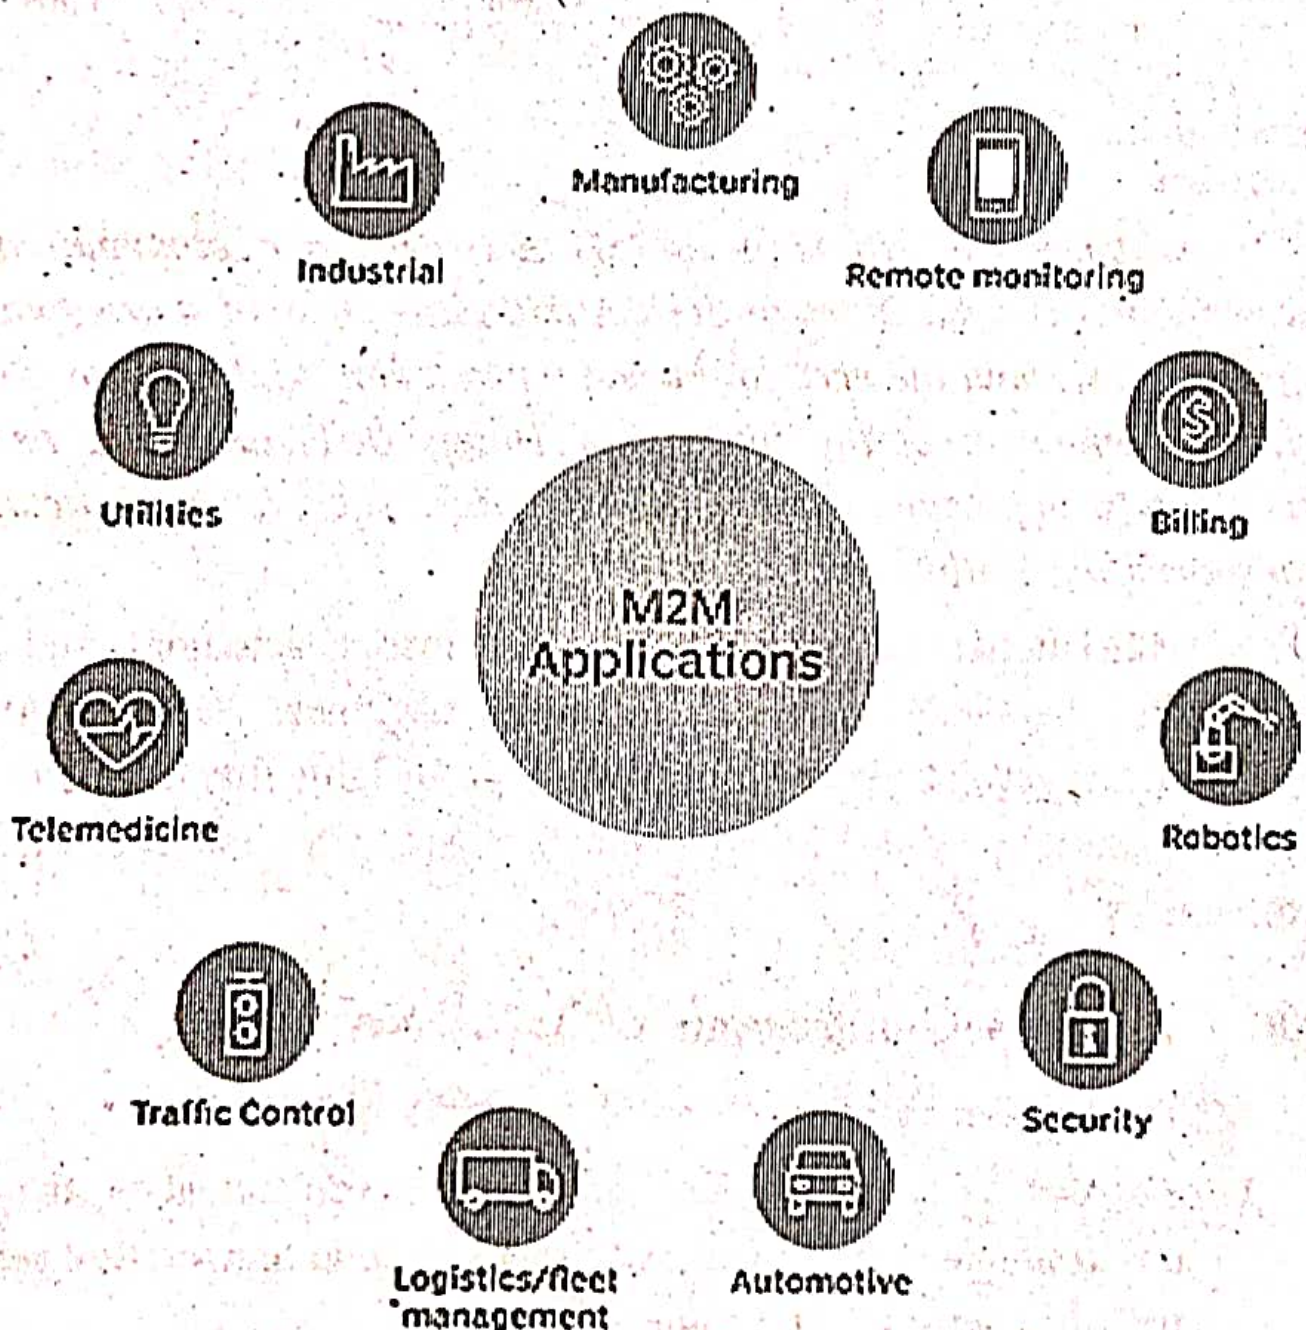 Manufacturing
Industrial
Remote monitoring
Utilities
Billing
M2M
Applications
Telemedicine
Robotics
Traffic Control
Security
Logistics/fleet
management
Automotive